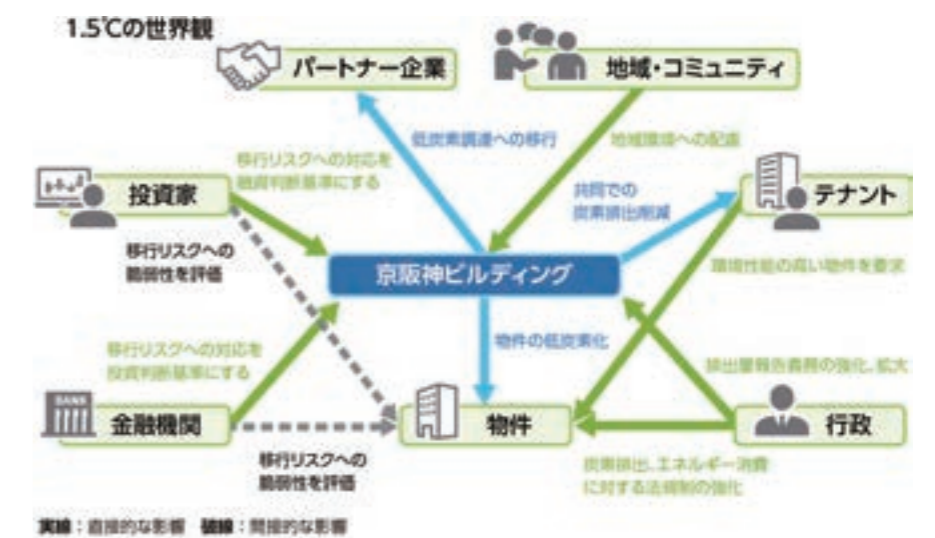 1.5℃の世界観
パートナー企業
地域・コミュニティ
低炭素調達への移行
地域環境への配慮
移行リスクへの対応を
融資判断基準にする
投資家
共同での
炭素排出削減
テナント
移行リスクへの
脆弱性を評価
京阪神ビルディング
環境性能の高い物件を要求
物件の低炭素化
移行リスクへの対応を
投資判断基準にする
排出量報告義務の強化、拡大
BANK
金融機関
物件
行政
移行リスクへの
脆弱性を評価
炭素排出、エネルギー消費
に対する法規制の強化
実線：直接的な影響 破線：間接的な影響